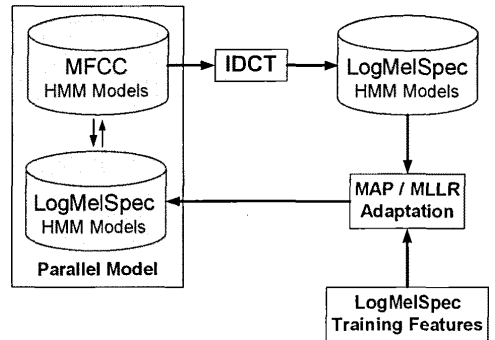 MFCC
HMM Models
IDCT
LogMelSpec
HMM Models
LogMelSpec
HMM Models
Parallel Model
MAP / MLLR
Adaptation
LogMelSpec
Training Features